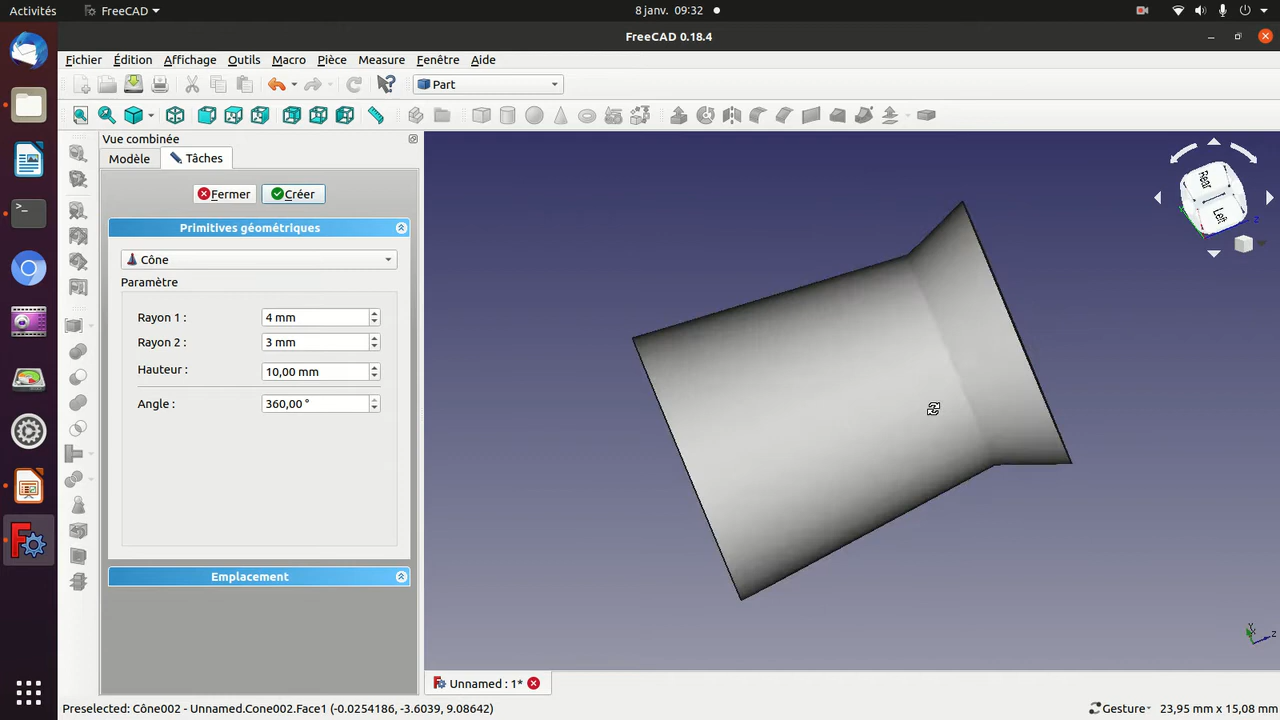 Activités
FreeCAD
8 janv. 09:32
FreeCAD 0.18.4
Fichier Édition Affichage Outils Macro Pièce Mesure Fenêtre Aide
Part
Vue combinée
Modèle Tâches
Fermer Créer
Primitives géométriques
Cône
Paramètre
Rayon 1 : 4 mm
Rayon 2 : 3 mm
Hauteur : 10,00 mm
Angle : 360,00 °
Emplacement
Left
Y
Z
Unnamed : 1*
Preselected: Cône002 - Unnamed.Cone002.Face1 (-0.0254186, -3.6039, 9.08642)
Gesture
23,95 mm x 15,08 mm